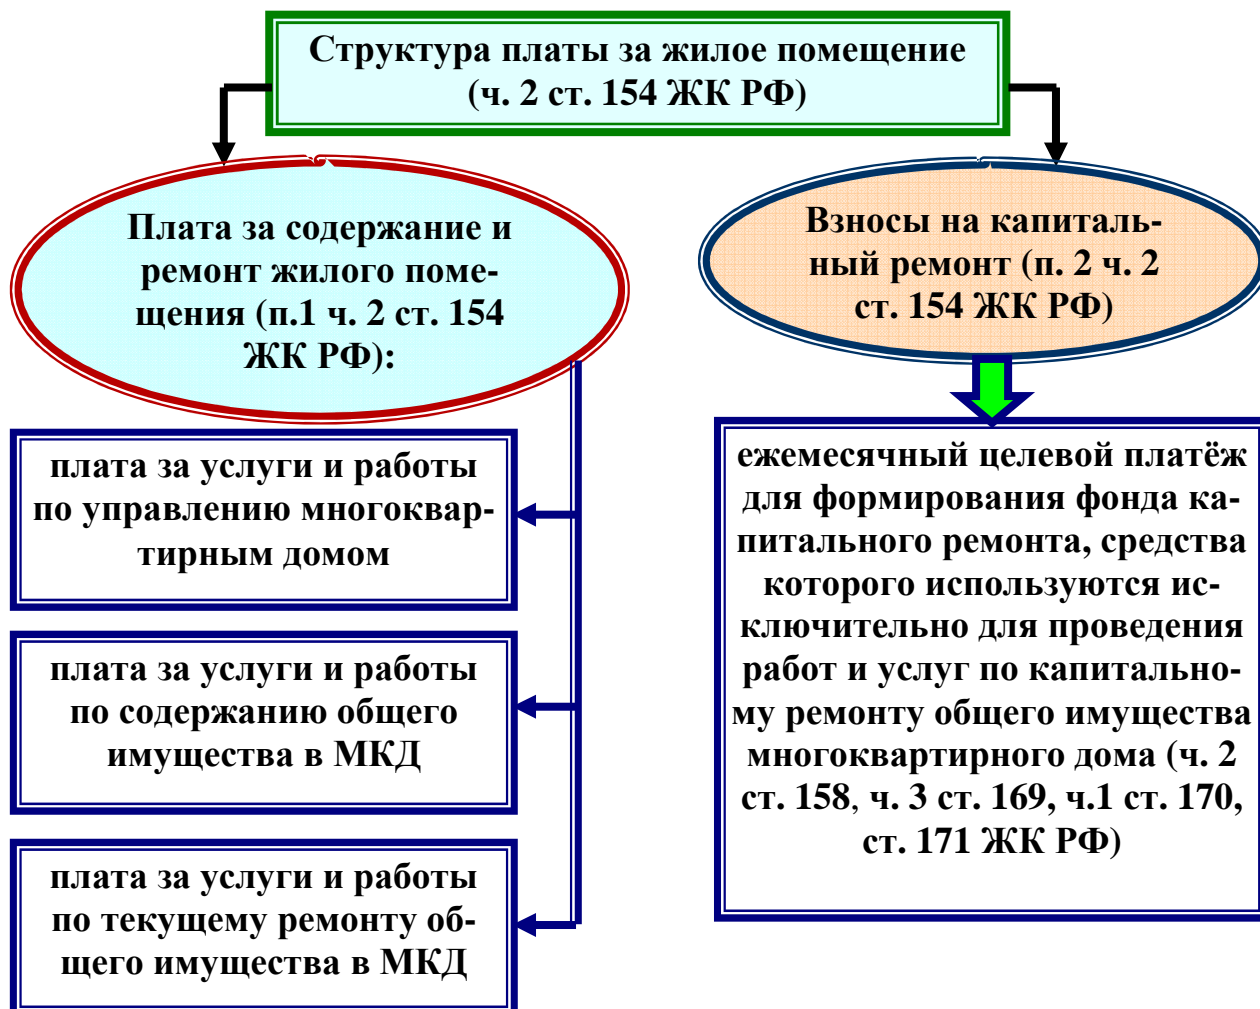 Структура платы за жилое помещение
(ч. 2 ст. 154 ЖК РФ)
Плата за содержание и
ремонт жилого поме-
щения (п.1 ч. 2 ст. 154
ЖК РФ):
плата за услуги и работы
по управлению многоквар-
тирным домом
плата за услуги и работы
по содержанию общего
имущества в МКД
плата за услуги и работы
по текущему ремонту об-
щего имущества в МКД
Взносы на капиталь-
ный ремонт (п. 2 ч. 2
ст. 154 ЖК РФ)
ежемесячный целевой платёж
для формирования фонда ка-
питального ремонта, средства
которого используются ис-
ключительно для проведения
работ и услуг по капитально-
му ремонту общего имущества
многоквартирного дома (ч. 2
ст. 158, ч. 3 ст. 169, ч.1 ст. 170,
ст. 171 ЖК РФ)